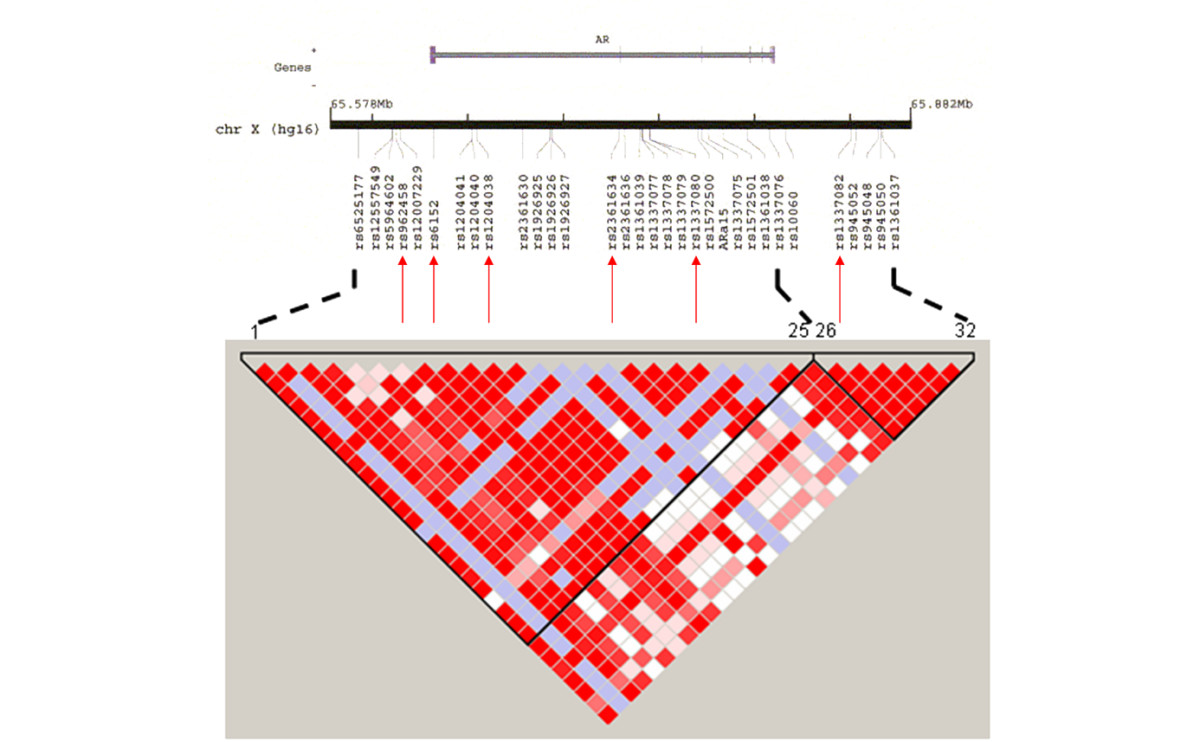 AR
+
Genes
-
65.578Mb 65.882Mb
chr X (hg16)
rs6525177
rs12557549
rs5964602
rs962458
rs12007229
rs6152
rs1204041
rs1204040
rs1204038
rs2361630
rs1926925
rs1926926
rs1926927
rs2361634
rs2361636
rs1361039
rs1337077
rs1337078
rs1337079
rs1337080
rs1572500
ARa15
rs1337075
rs1572501
rs1361038
rs1337076
rs10060
rs1337082
rs945052
rs945048
rs945050
rs1361037
1 25 26 32